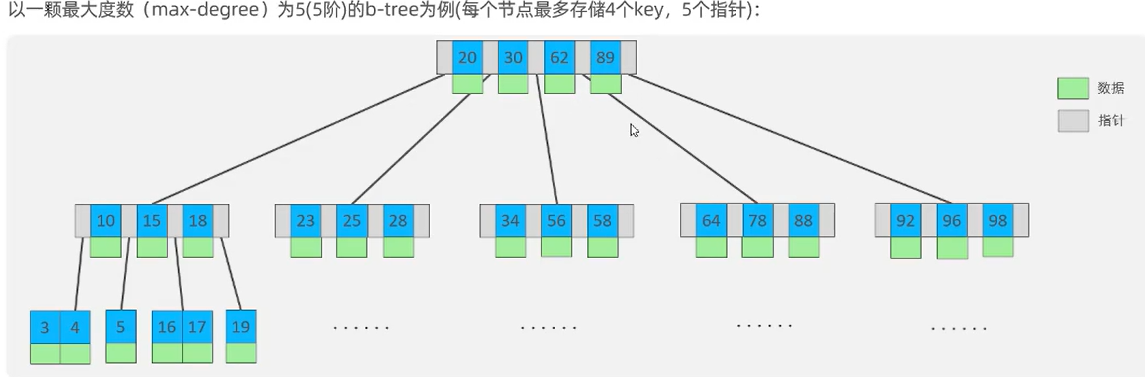 以一颗最大度数（max-degree）为5(5阶)的b-tree为例(每个节点最多存储4个key，5个指针)：
20 30 62 89
数据
指针
10 15 18 23 25 28 34 56 58 64 78 88 92 96 98
3 4 5 16 17 19 ...... ...... ...... ......